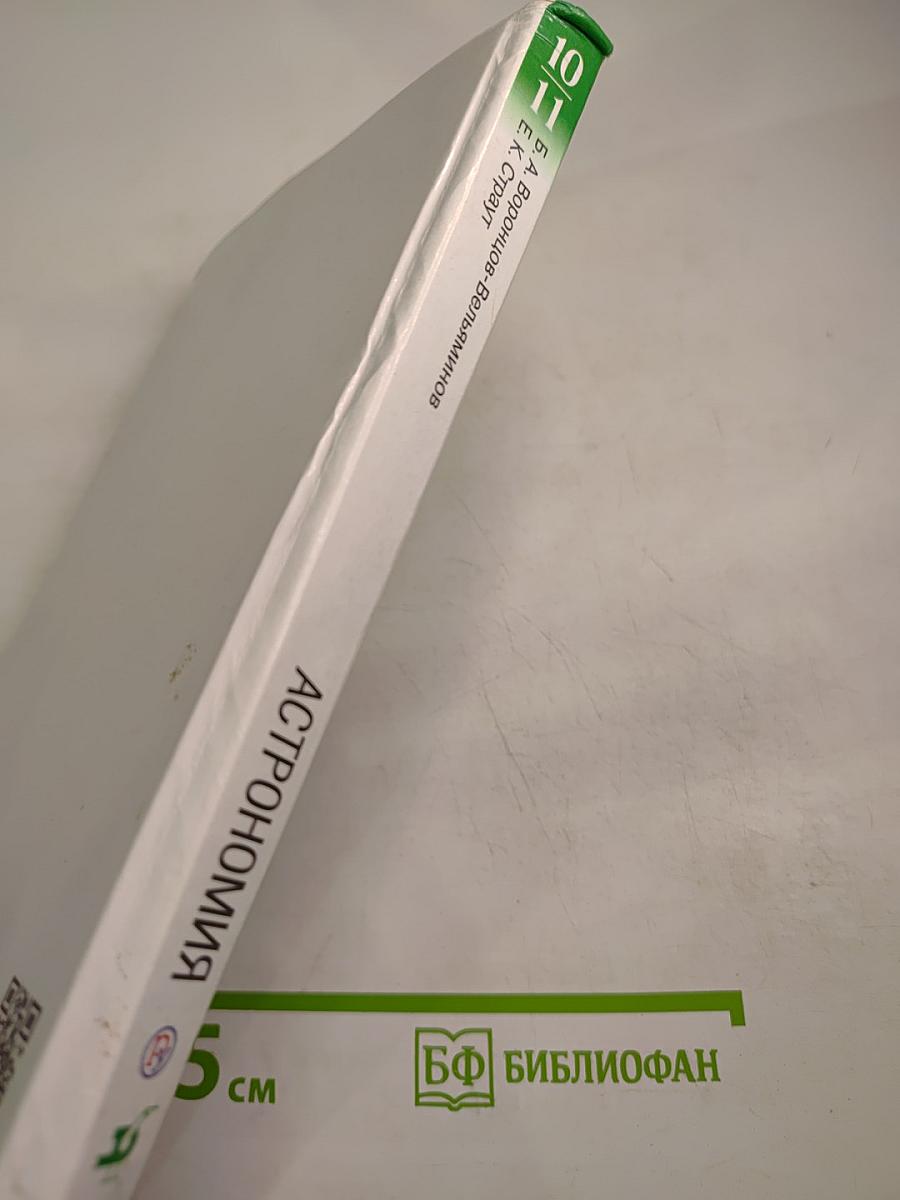 10/11
Б. А. Воронцов-Вельяминов
Е. К. Страут
АСТРОНОМИЯ
5 см
БФ БИБЛИОФАН